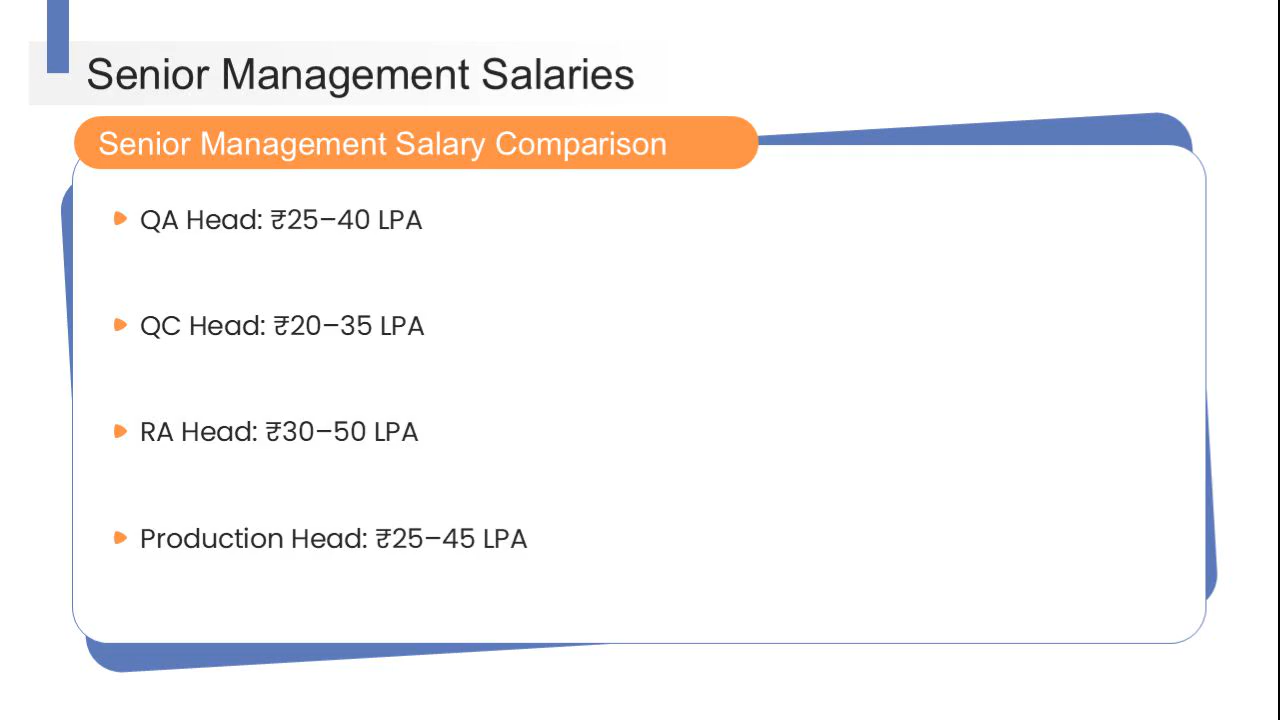 Senior Management Salaries
Senior Management Salary Comparison
QA Head: ₹25–40 LPA
QC Head: ₹20–35 LPA
RA Head: ₹30–50 LPA
Production Head: ₹25–45 LPA